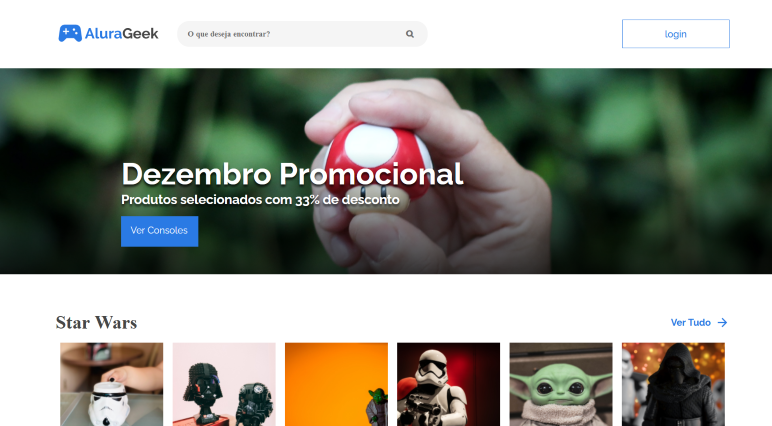 AluraGeek
O que deseja encontrar?
login
Dezembro Promocional
Produtos selecionados com 33% de desconto
Ver Consoles
Star Wars
Ver Tudo